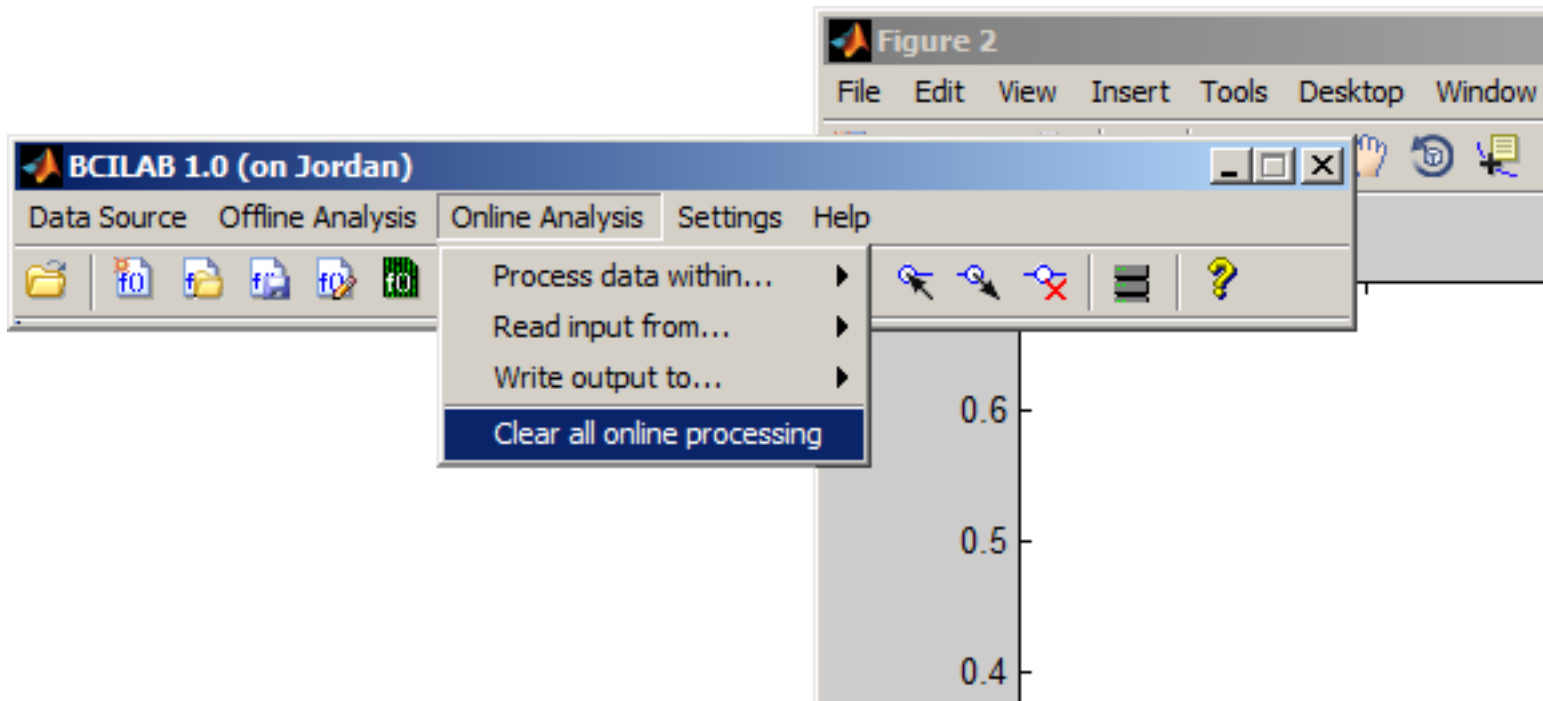 Figure 2
File Edit View Insert Tools Desktop Window
BCILAB 1.0 (on Jordan)
Data Source Offline Analysis Online Analysis Settings Help
f() f() f() f() f()
Process data within...
Read input from...
Write output to...
Clear all online processing
?
0.6
0.5
0.4